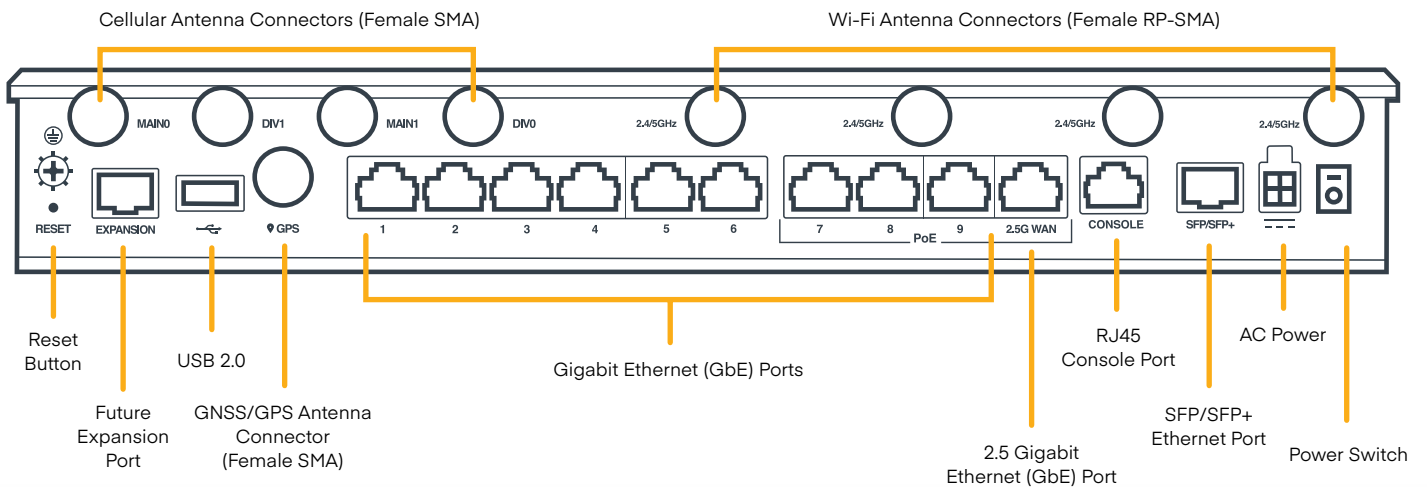 Cellular Antenna Connectors (Female SMA)
Wi-Fi Antenna Connectors (Female RP-SMA)
MAIN0
DIV1
MAIN1
DIV0
2.4/5GHz
2.4/5GHz
2.4/5GHz
2.4/5GHz
RESET
EXPANSION
GPS
1
2
3
4
5
6
7
8
9
2.5G WAN
PoE
CONSOLE
SFP/SFP+
Reset
Button
Future
Expansion
Port
USB 2.0
GNSS/GPS Antenna
Connector
(Female SMA)
Gigabit Ethernet (GbE) Ports
2.5 Gigabit
Ethernet (GbE) Port
RJ45
Console Port
SFP/SFP+
Ethernet Port
AC Power
Power Switch